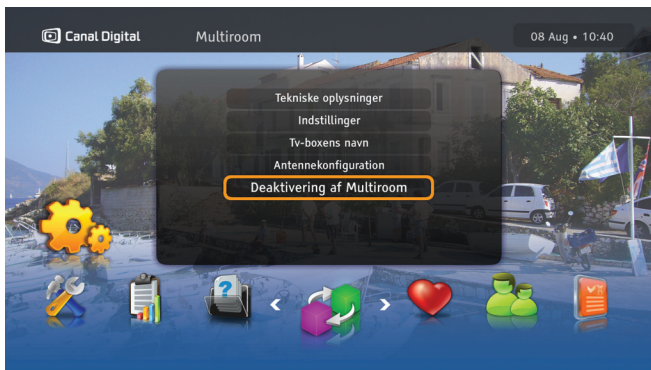 Canal Digital
Multiroom
08 Aug • 10:40
Tekniske oplysninger
Indstillinger
Tv-boxens navn
Antennekonfiguration
Deaktivering af Multiroom
?